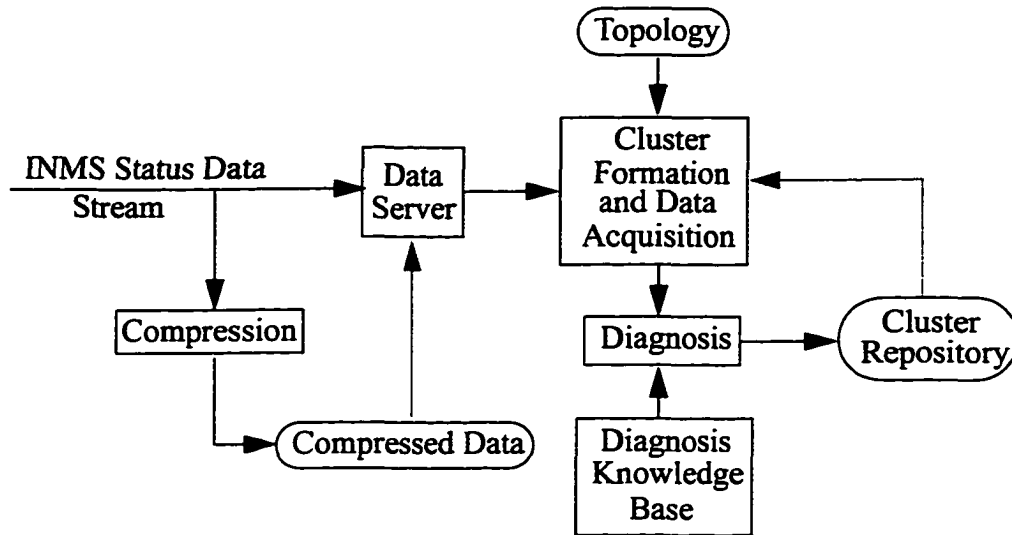 Topology
INMS Status Data
Stream
Data
Server
Cluster
Formation
and Data
Acquisition
Compression
Diagnosis
Cluster
Repository
Compressed Data
Diagnosis
Knowledge
Base